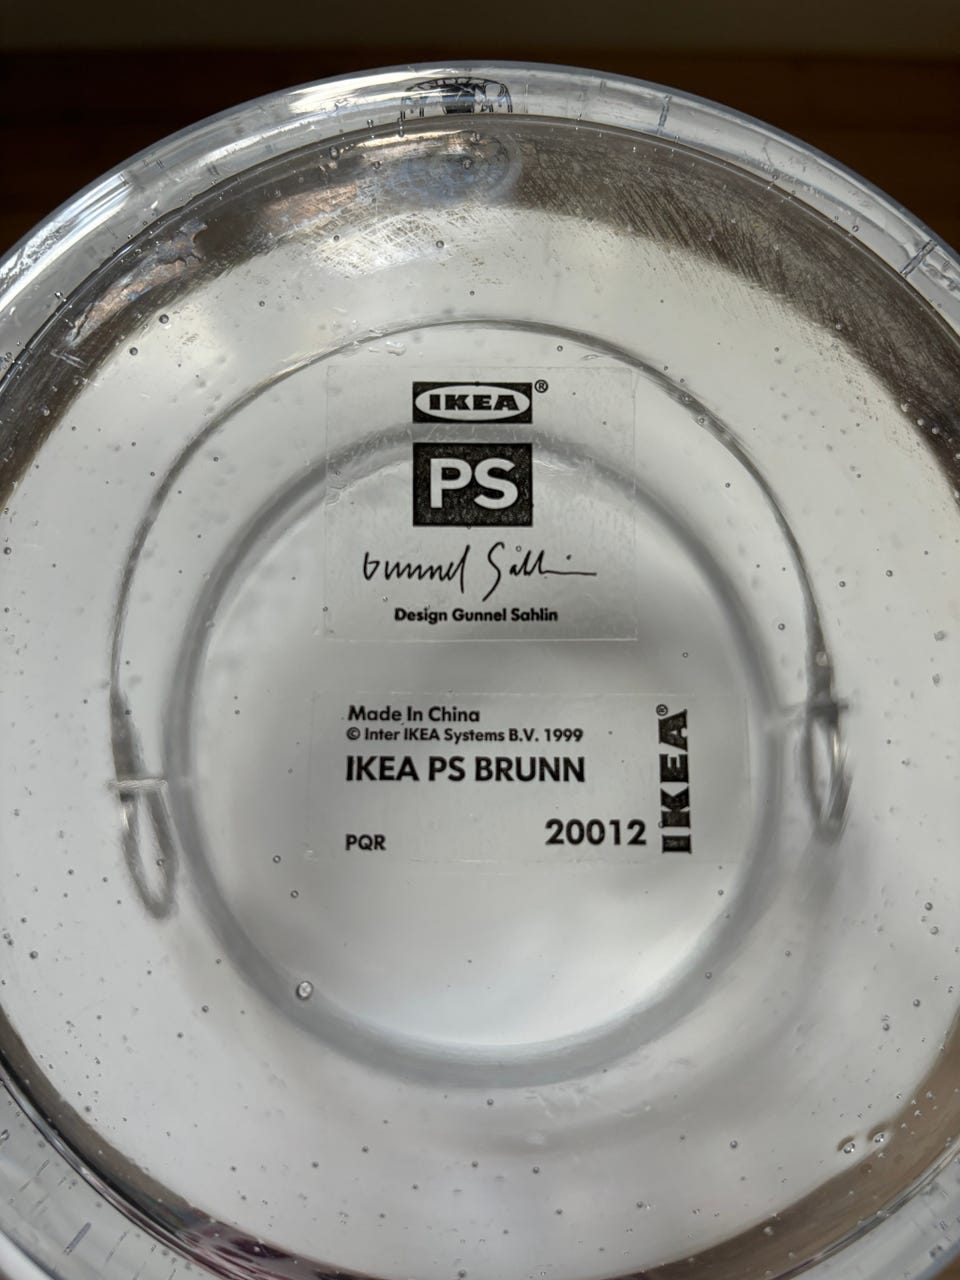 IKEA®
PS
Gunnel Sahlin
Design Gunnel Sahlin
Made In China
© Inter IKEA Systems B.V. 1999
IKEA PS BRUNN
PQR
20012
IKEA®